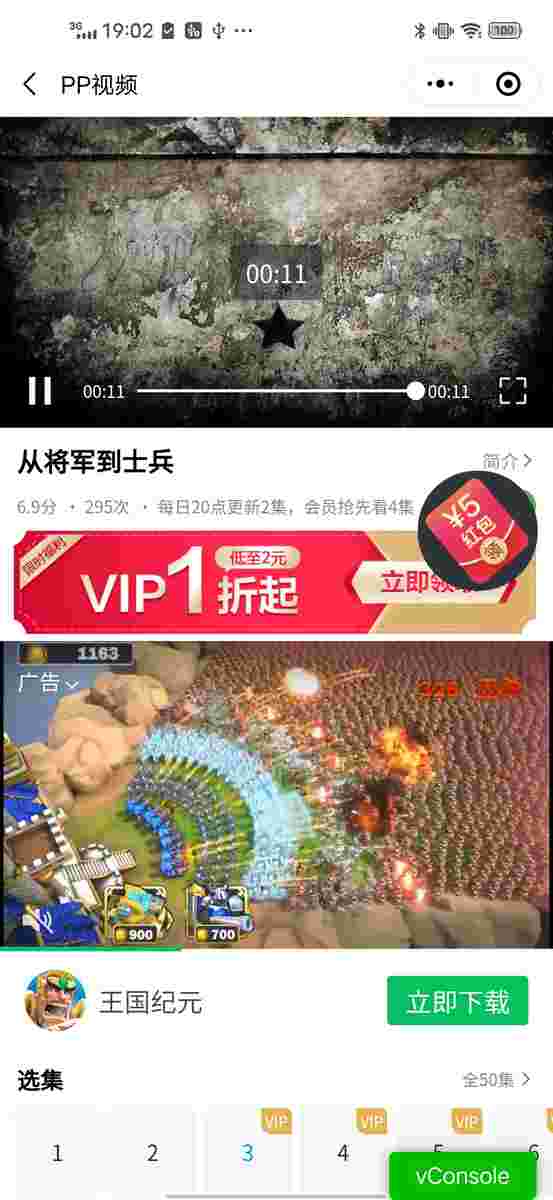 3G 19:02 100
PP视频
00:11
00:11 00:11
从将军到士兵
简介
6.9分 · 295次 · 每日20点更新2集，会员抢先看4集
¥5
红包
领
限时福利
VIP1折起
低至2元
立即领
1163
广告
900
700
王国纪元
立即下载
选集
全50集
VIP VIP VIP
1 2 3 4 5 6
vConsole